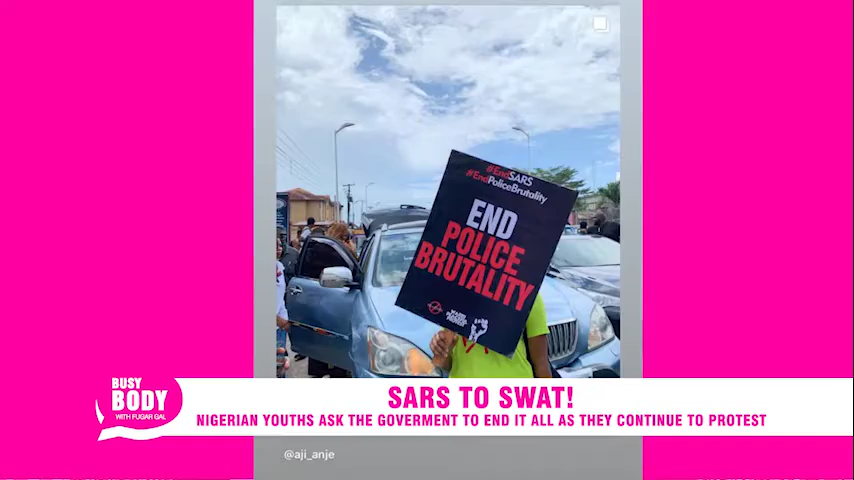 #EndSARS
#EndPoliceBrutality
END
POLICE
BRUTALITY
BUSY
BODY
WITH FUGAR GAL
SARS TO SWAT!
NIGERIAN YOUTHS ASK THE GOVERMENT TO END IT ALL AS THEY CONTINUE TO PROTEST
@aji_anje